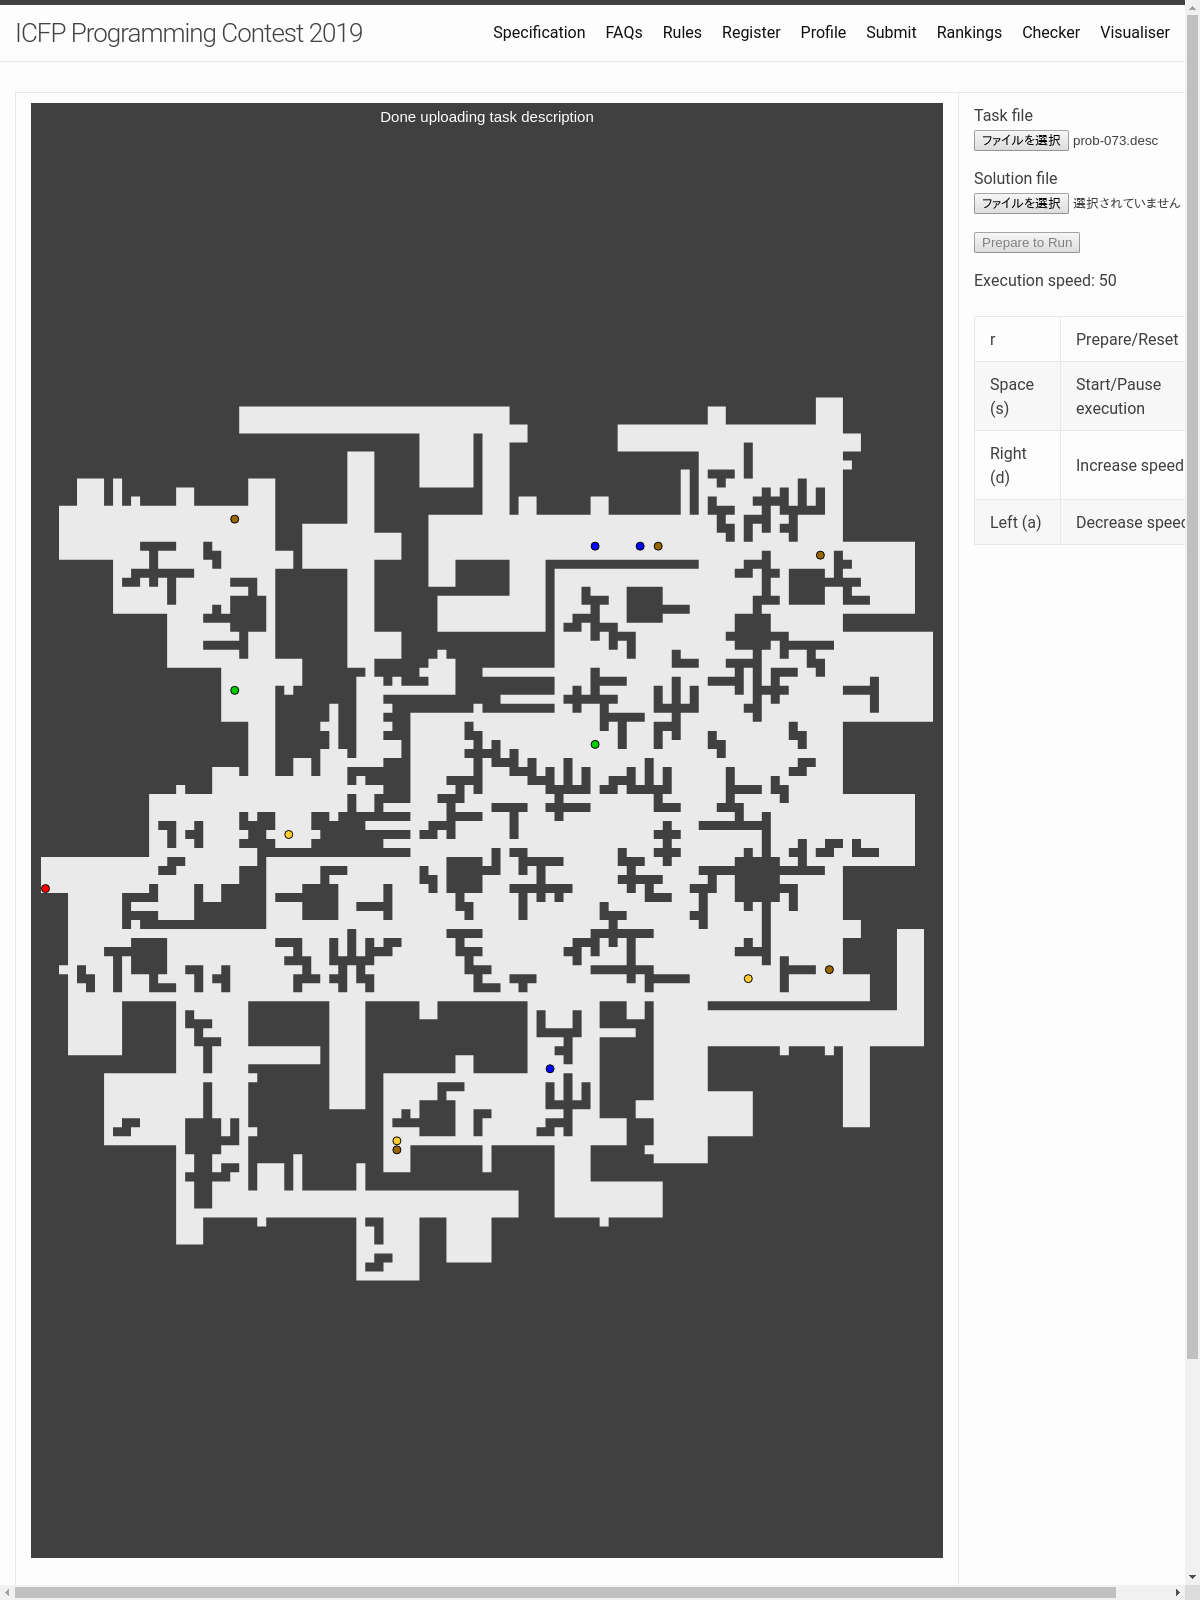 ICFP Programming Contest 2019
Specification FAQs Rules Register Profile Submit Rankings Checker Visualiser
Done uploading task description
Task file
ファイルを選択 prob-073.desc
Solution file
ファイルを選択 選択されていません
Prepare to Run
Execution speed: 50
r Prepare/Reset
Space (s) Start/Pause execution
Right (d) Increase speed
Left (a) Decrease speed